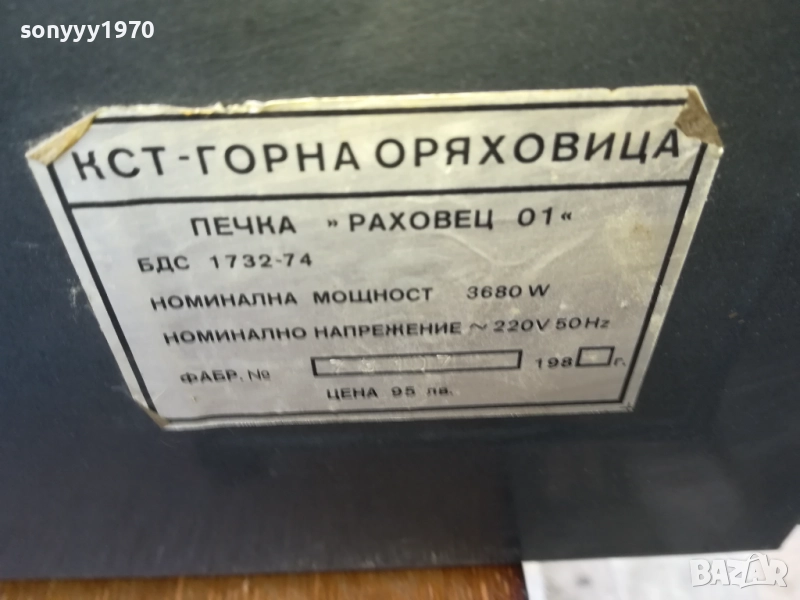 sonyyy1970
КСТ-ГОРНА ОРЯХОВИЦА
ПЕЧКА » РАХОВЕЦ 01 «
БДС 1732-74
НОМИНАЛНА МОЩНОСТ 3680 W
НОМИНАЛНО НАПРЕЖЕНИЕ ~ 220V 50Hz
ФАБР. № 198 г.
ЦЕНА 95 лв.
BAZAR